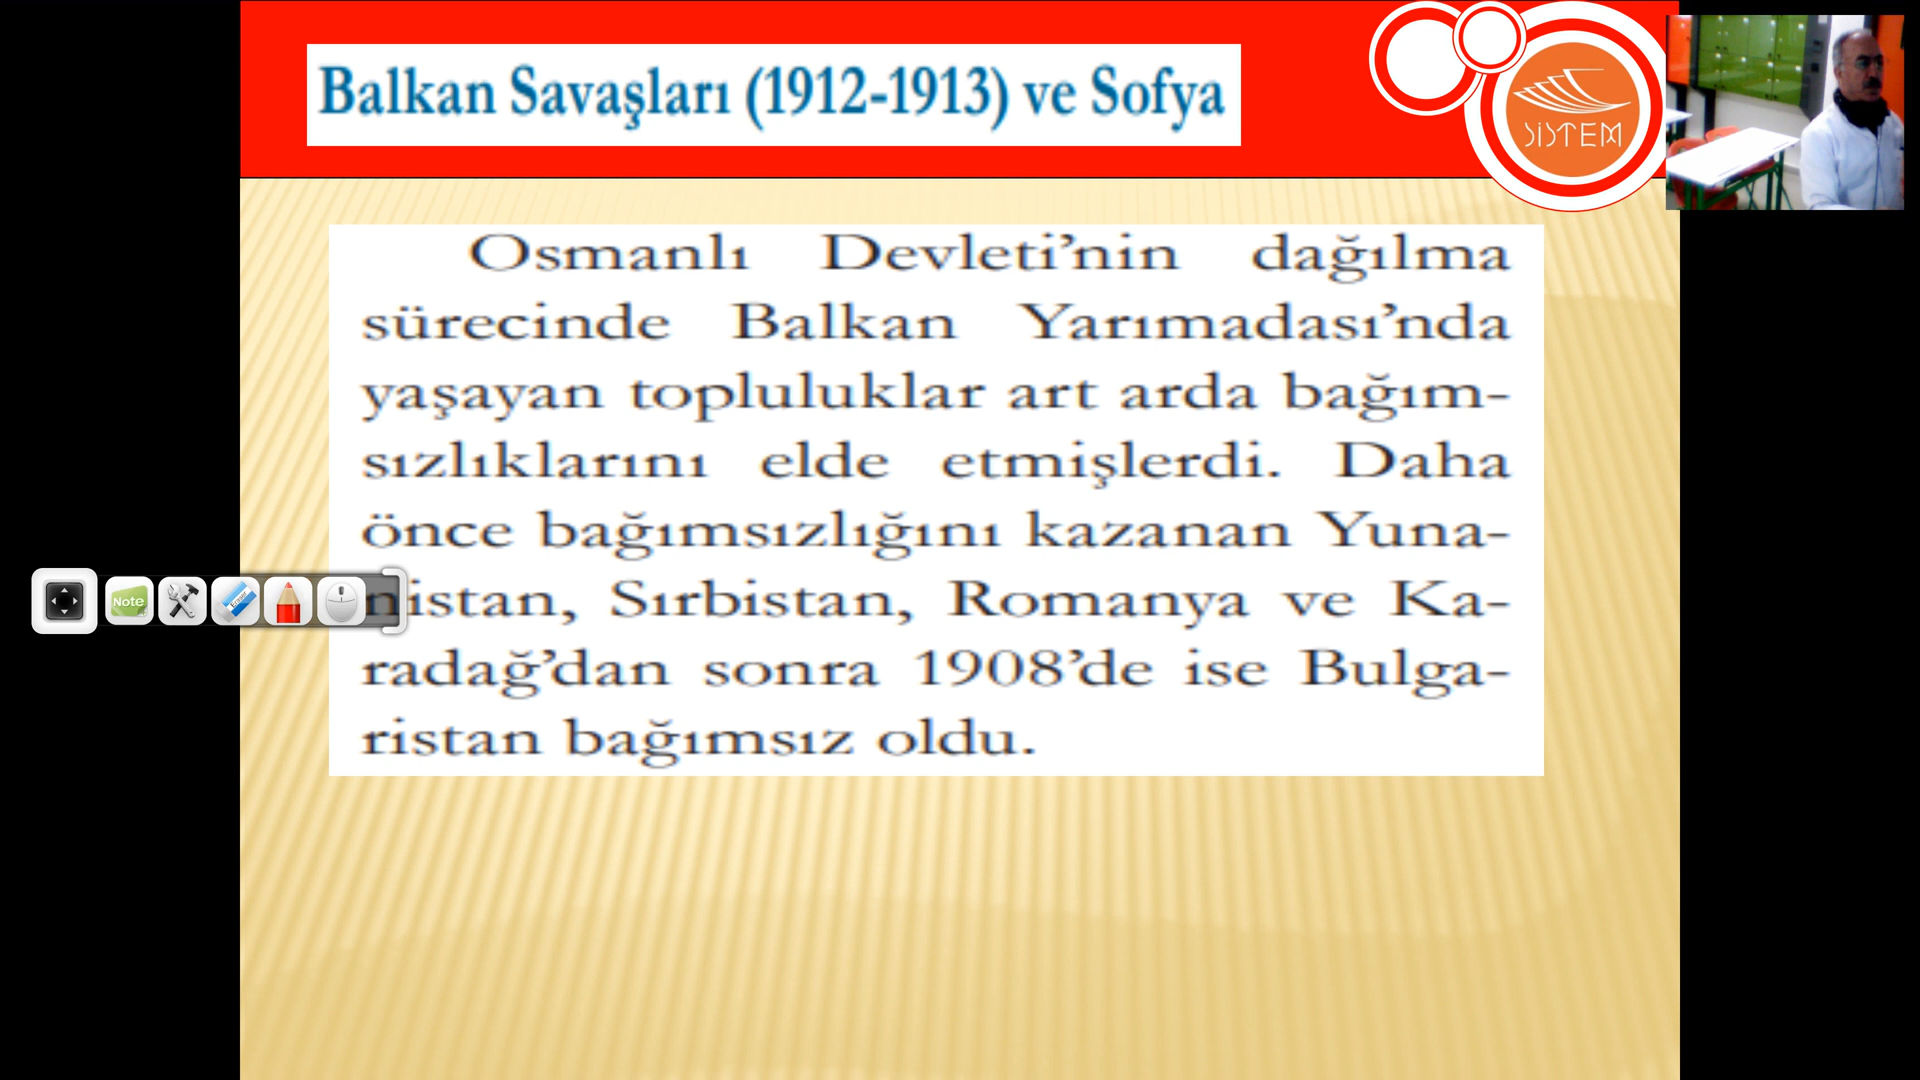 Balkan Savaşları (1912-1913) ve Sofya
SİSTEM
Osmanlı Devleti’nin dağılma
sürecinde Balkan Yarımadası’nda
yaşayan topluluklar art arda bağım-
sızlıklarını elde etmişlerdi. Daha
önce bağımsızlığını kazanan Yuna-
nistan, Sırbistan, Romanya ve Ka-
radağ’dan sonra 1908’de ise Bulga-
ristan bağımsız oldu.
Note
Eraser